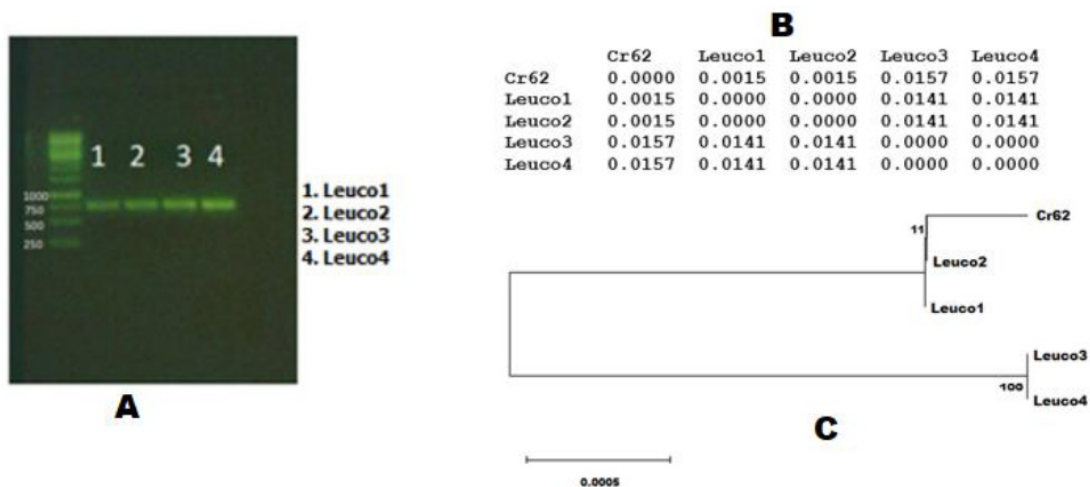 1 2 3 4
1000
750
500
250
1. Leuco1
2. Leuco2
3. Leuco3
4. Leuco4
A
B
Cr62 Leuco1 Leuco2 Leuco3 Leuco4
Cr62 0.0000 0.0015 0.0015 0.0157 0.0157
Leuco1 0.0015 0.0000 0.0000 0.0141 0.0141
Leuco2 0.0015 0.0000 0.0000 0.0141 0.0141
Leuco3 0.0157 0.0141 0.0141 0.0000 0.0000
Leuco4 0.0157 0.0141 0.0141 0.0000 0.0000
Cr62
11
Leuco2
Leuco1
Leuco3
100
Leuco4
C
0.0005